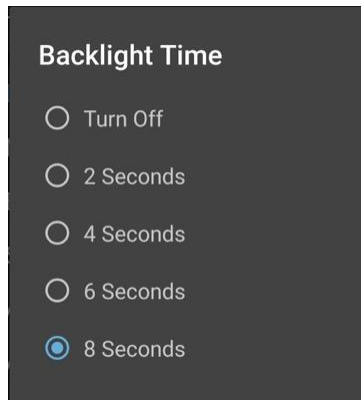 Backlight Time
Turn Off
2 Seconds
4 Seconds
6 Seconds
8 Seconds